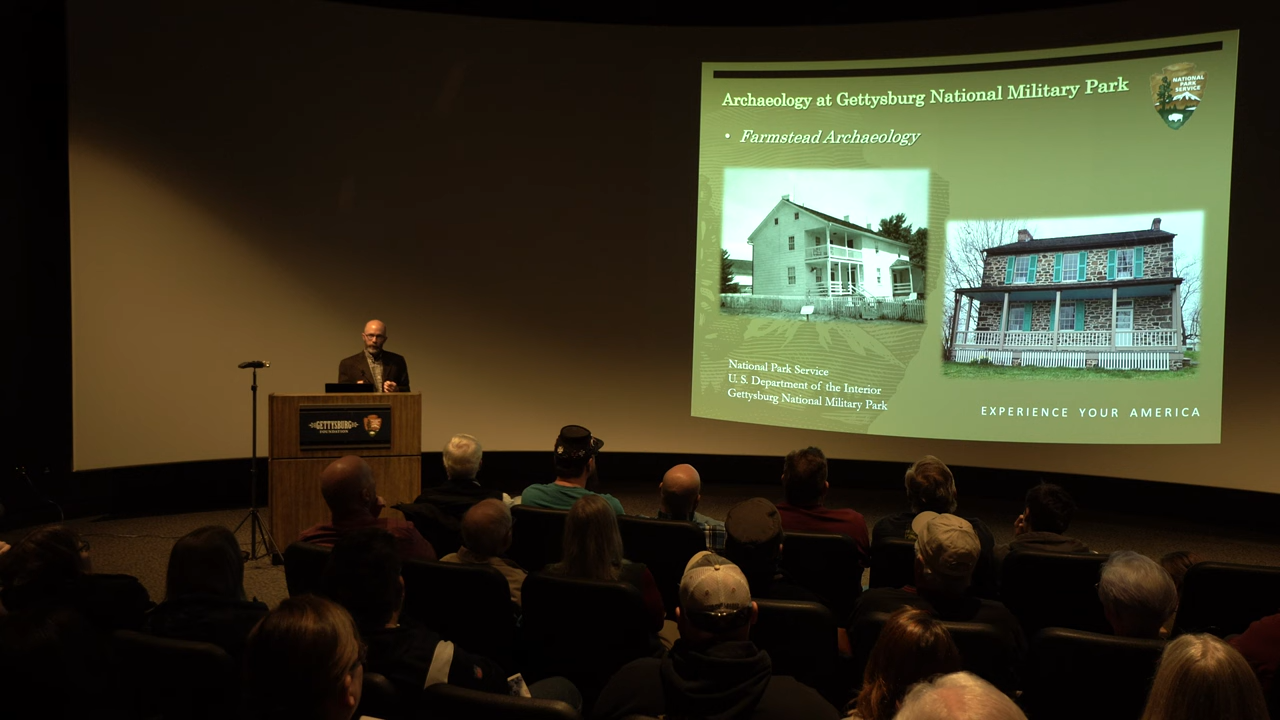 Archaeology at Gettysburg National Military Park
NATIONAL
PARK
SERVICE
• Farmstead Archaeology
National Park Service
U. S. Department of the Interior
Gettysburg National Military Park
EXPERIENCE YOUR AMERICA
GETTYSBURG
FOUNDATION